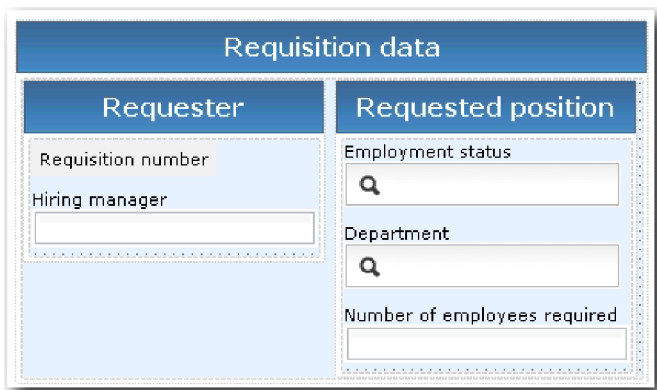 Requisition data
Requester
Requisition number
Hiring manager
Requested position
Employment status
Department
Number of employees required